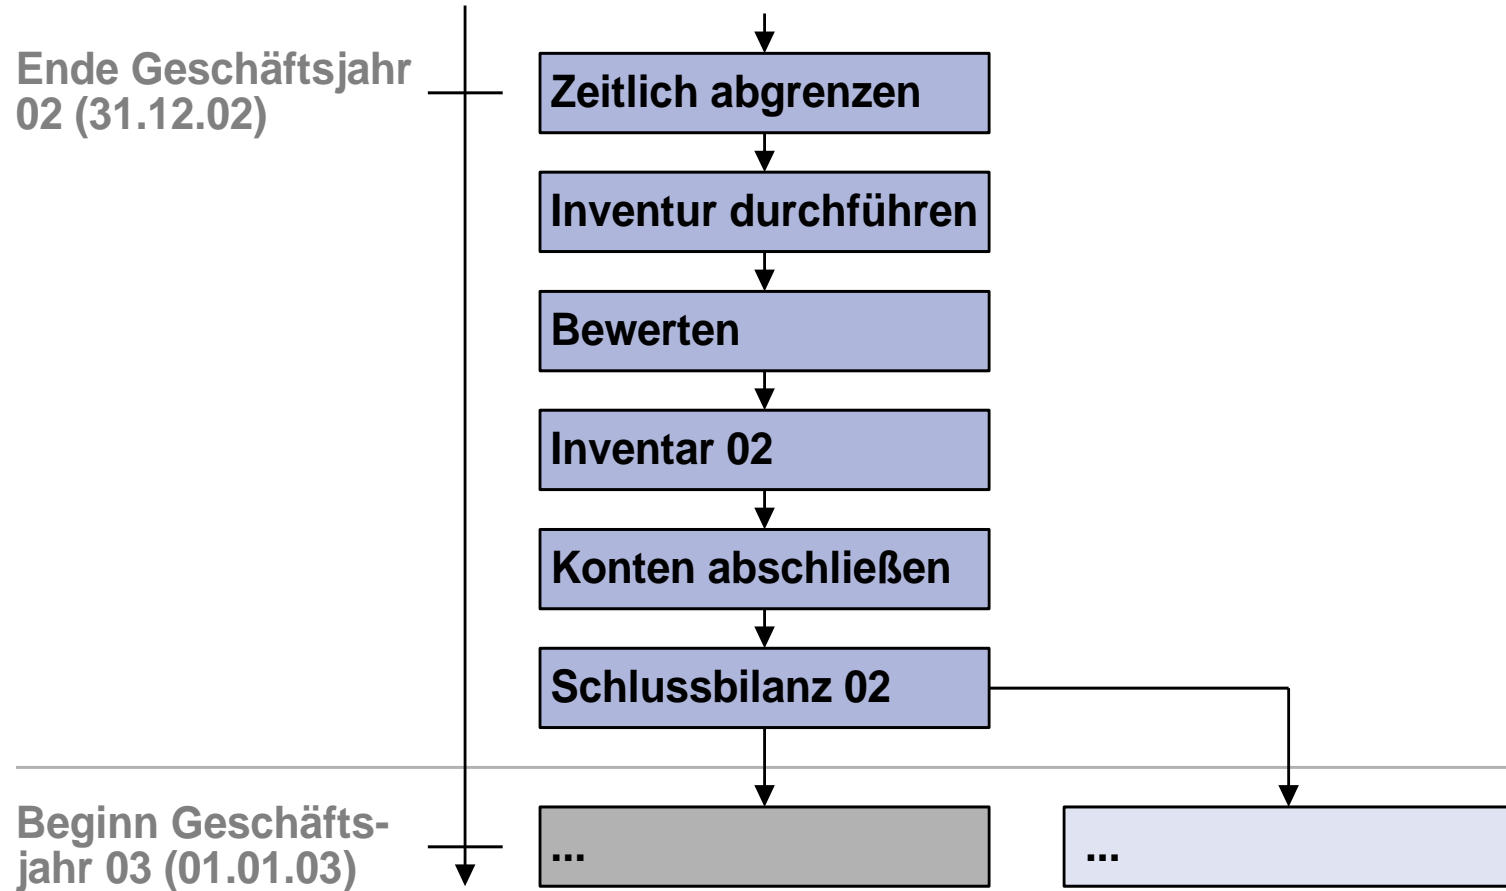 Ende Geschäftsjahr
02 (31.12.02)
Zeitlich abgrenzen
Inventur durchführen
Bewerten
Inventar 02
Konten abschließen
Schlussbilanz 02
Beginn Geschäfts-
jahr 03 (01.01.03)
...
...